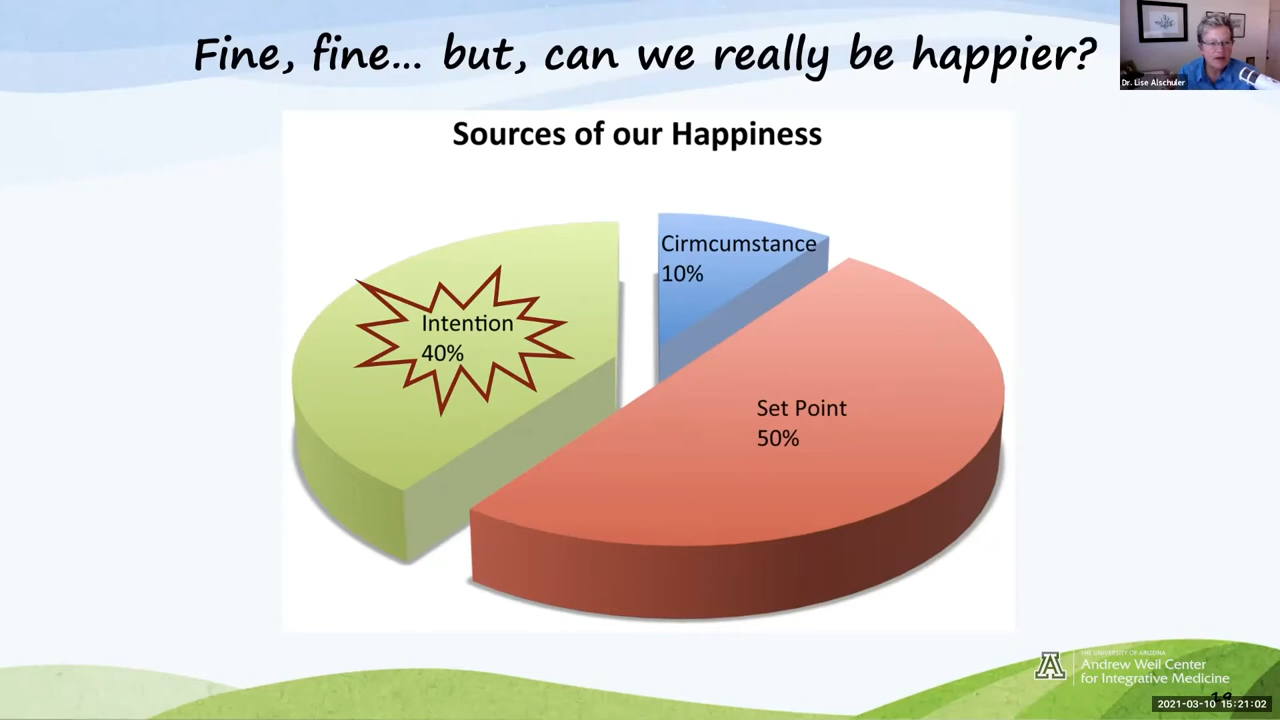 Fine, fine... but, can we really be happier?
Dr. Lise Alschuler
Sources of our Happiness
Cirmcumstance
10%
Intention
40%
Set Point
50%
THE UNIVERSITY OF ARIZONA
Andrew Weil Center
for Integrative Medicine
2021-03-10 15:21:02